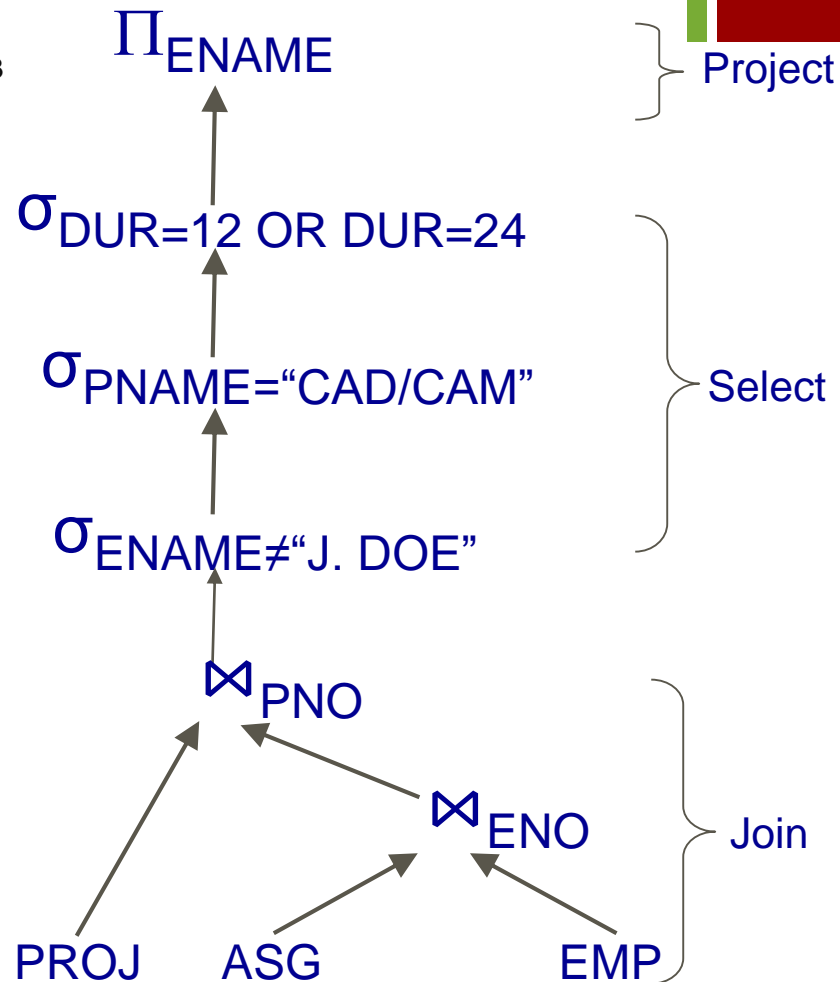 Π ENAME
Project
σ DUR=12 OR DUR=24
σ PNAME=“CAD/CAM”
Select
σ ENAME≠“J. DOE”
⋈ PNO
⋈ ENO
Join
PROJ ASG EMP